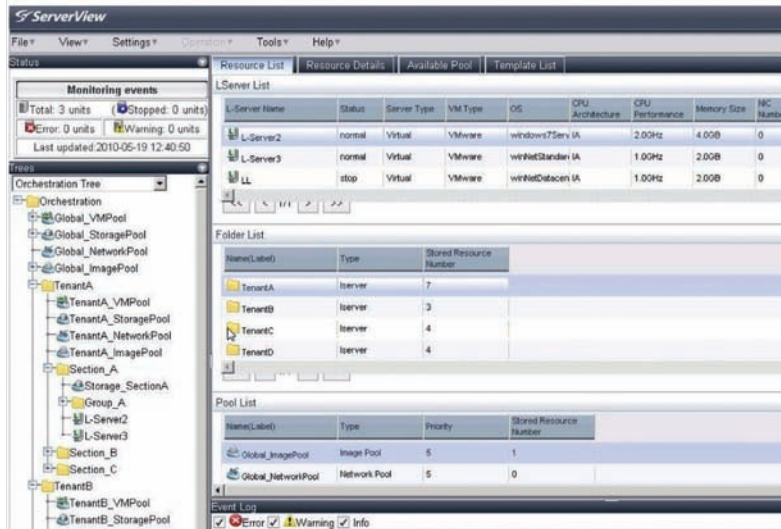 ServerView
File View Settings Operation Tools Help
Status
Monitoring events
Total: 3 units (Stopped: 0 units)
Error: 0 units Warning: 0 units
Last updated:2010-05-19 12:40:50
Trees
Orchestration Tree
Orchestration
Global_VMPool
Global_StoragePool
Global_NetworkPool
Global_ImagePool
TenantA
TenantA_VMPool
TenantA_StoragePool
TenantA_NetworkPool
TenantA_ImagePool
Section_A
Storage_SectionA
Group_A
L-Server2
L-Server3
Section_B
Section_C
TenantB
TenantB_VMPool
TenantB_StoragePool
Resource List Resource Details Available Pool Template List
LServer List
L-Server Name Status Server Type VM Type OS CPU Architecture CPU Performance Memory Size NIC Numbe
L-Server2 normal Virtual VMware windows7Serv IA 2.0GHz 4.0GB 0
L-Server3 normal Virtual VMware winNetStandar IA 1.0GHz 2.0GB 0
LL stop Virtual VMware winNetDatacen IA 1.0GHz 2.0GB 0
Folder List
Name(Label) Type Stored Resource Number
TenantA lserver 7
TenantB lserver 3
TenantC lserver 4
TenantD lserver 4
Pool List
Name(Label) Type Priority Stored Resource Number
Global_ImagePool Image Pool 5 1
Global_NetworkPool Network Pool 5 0
Event Log
Error Warning Info